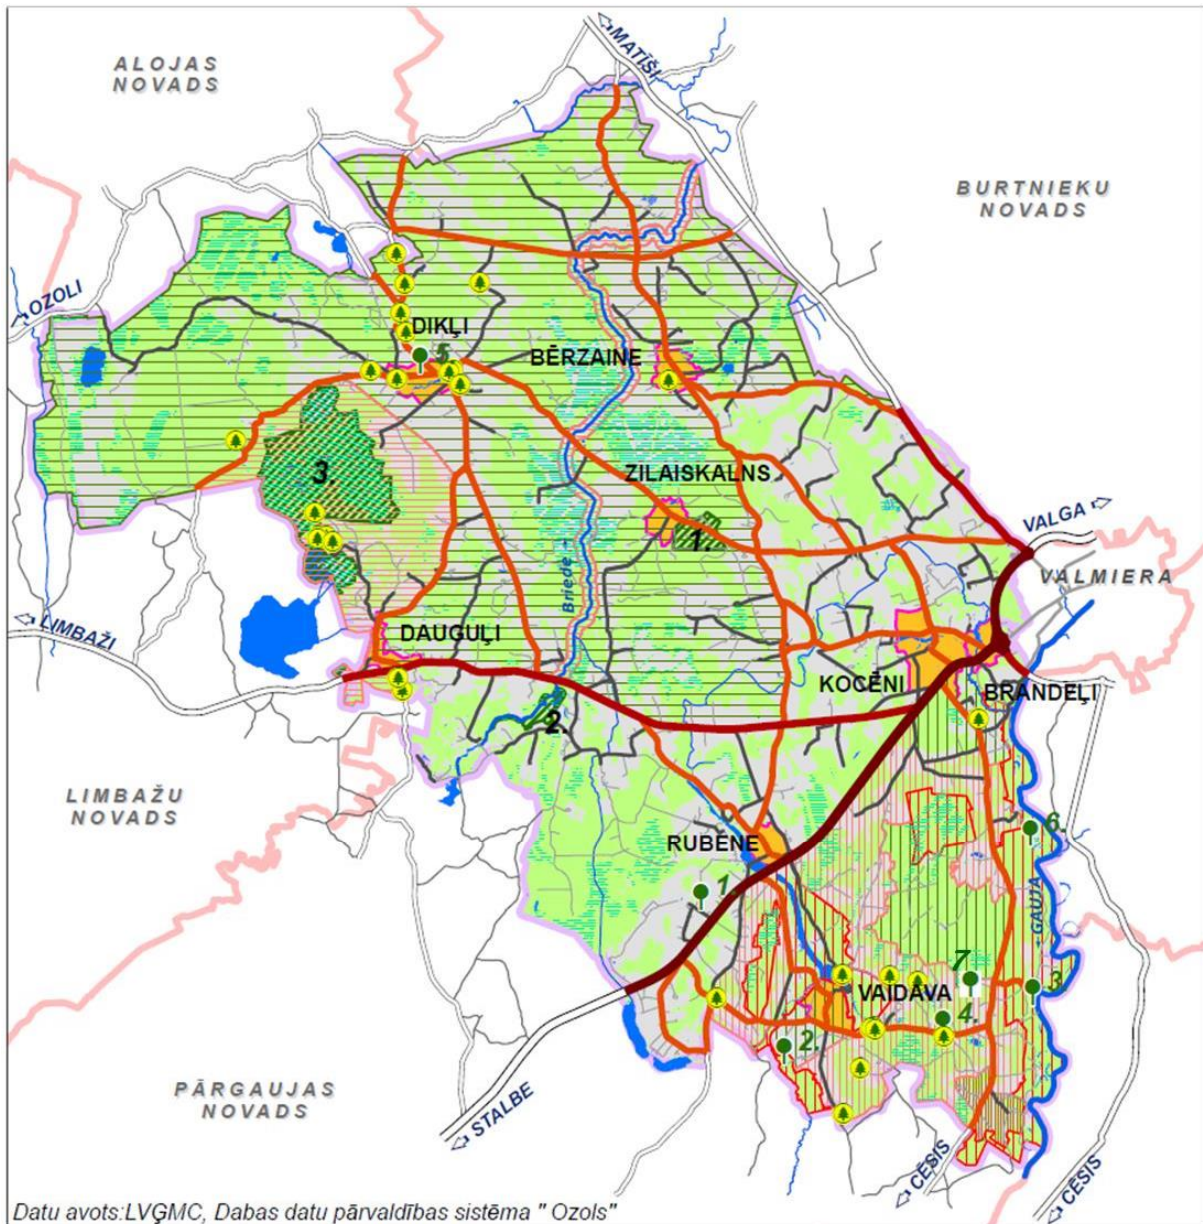 ALOJAS
NOVADS
MATĪŠI
BURTNIEKU
NOVADS
OZOLI
DIKĻI
5.
BĒRZAINE
3.
ZILAISKALNS
1.
VALGA
VALMIERA
Briede
LIMBAŽI
DAUGUĻI
KOCĒNI
BRANDEĻI
2.
LIMBAŽU
NOVADS
RUBENE
6.
1.
GAUJA
7
VAIDAVA
3.
4.
2.
PĀRGAUJAS
NOVADS
STALBE
CĒSIS
CĒSIS
Datu avots:LVĢMC, Dabas datu pārvaldības sistēma " Ozols"